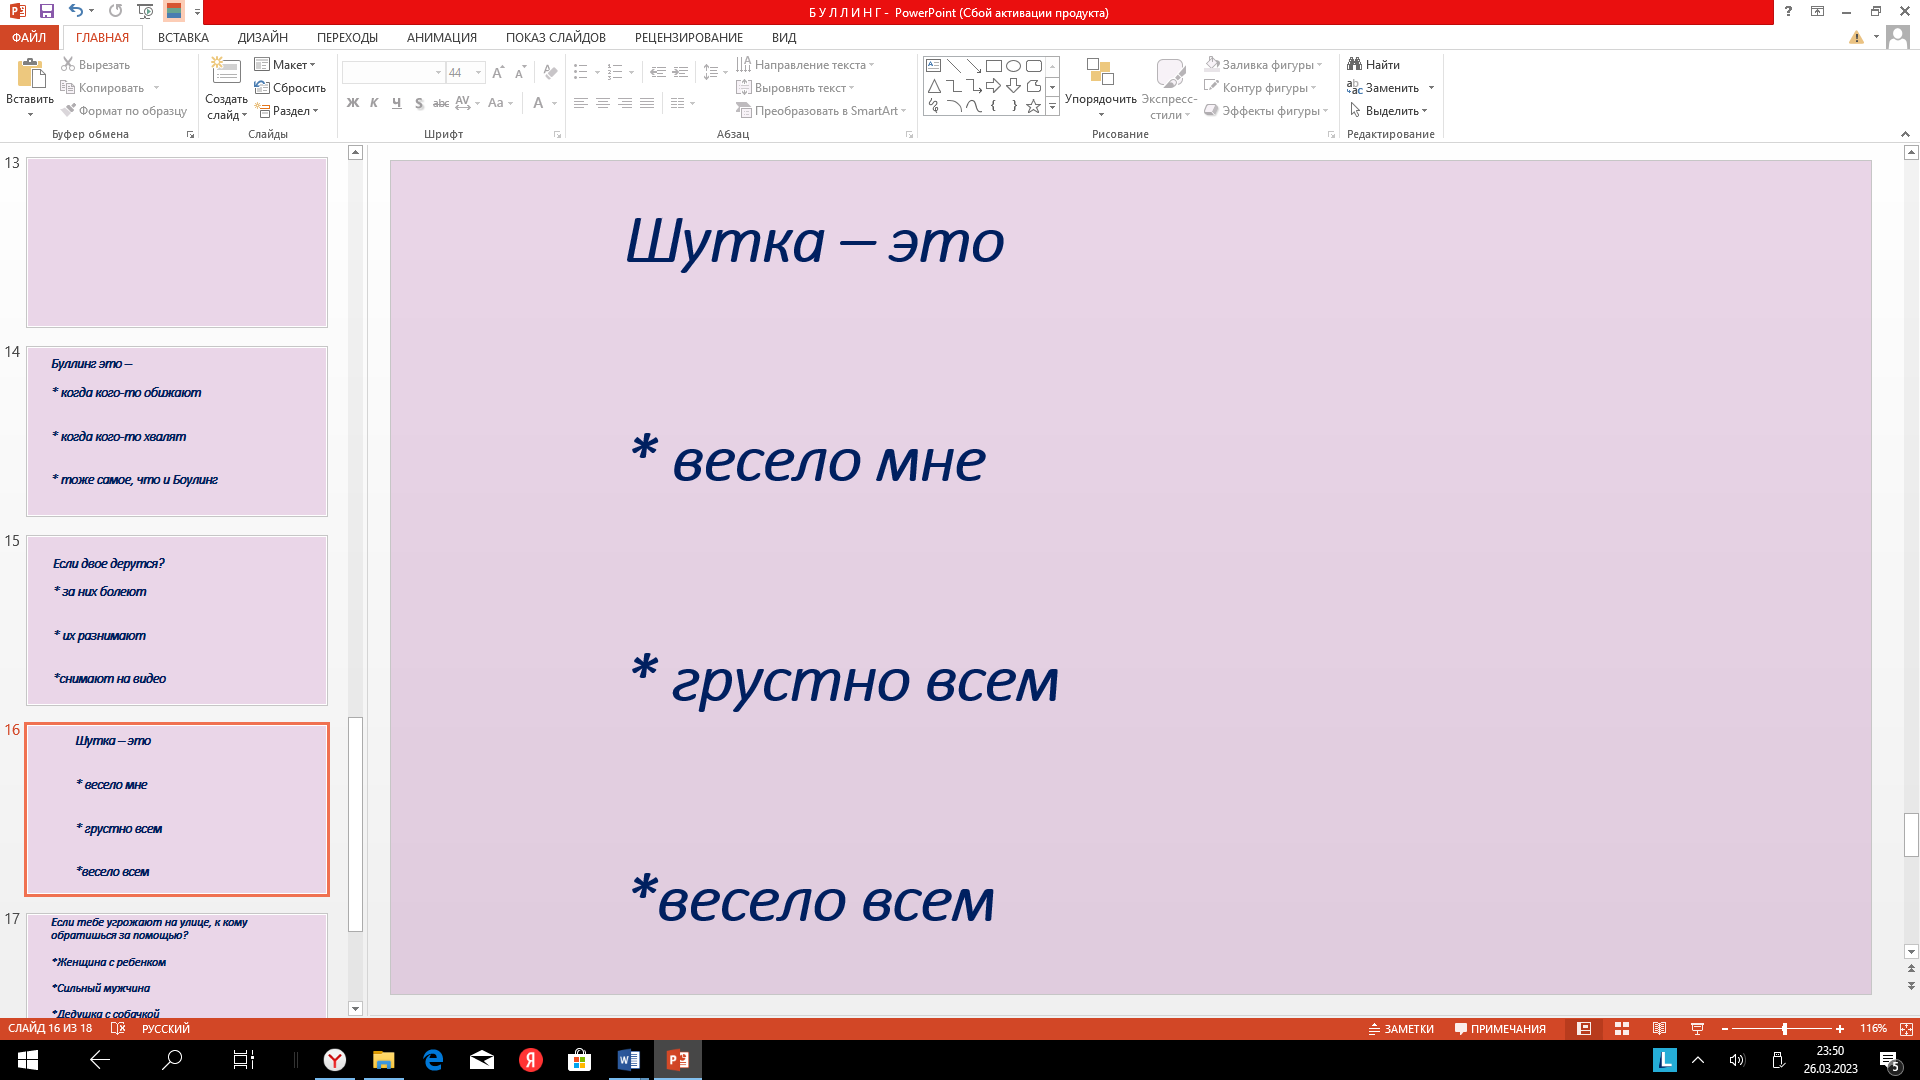 Б У Л Л И Н Г - PowerPoint (Сбой активации продукта)
ФАЙЛ ГЛАВНАЯ ВСТАВКА ДИЗАЙН ПЕРЕХОДЫ АНИМАЦИЯ ПОКАЗ СЛАЙДОВ РЕЦЕНЗИРОВАНИЕ ВИД
Вставить
Вырезать
Копировать
Формат по образцу
Буфер обмена
Создать
слайд
Макет
Сбросить
Раздел
Слайды
44
Ж К Ч S abc AV Aa A
Шрифт
Направление текста
Выровнять текст
Преобразовать в SmartArt
Абзац
Упорядочить
Экспресс-
стили
Заливка фигуры
Контур фигуры
Эффекты фигуры
Рисование
Найти
Заменить
Выделить
Редактирование
13
14
Буллинг это –
* когда кого-то обижают
* когда кого-то хвалят
* тоже самое, что и Боулинг
15
Если двое дерутся?
* за них болеют
* их разнимают
*снимают на видео
16
Шутка – это
* весело мне
* грустно всем
*весело всем
17
Если тебе угрожают на улице, к кому
обратишься за помощью?
*Женщина с ребенком
*Сильный мужчина
*Дедушка с собачкой
Шутка – это
* весело мне
* грустно всем
*весело всем
СЛАЙД 16 ИЗ 18 РУССКИЙ ЗАМЕТКИ ПРИМЕЧАНИЯ 116%
23:50
26.03.2023
5